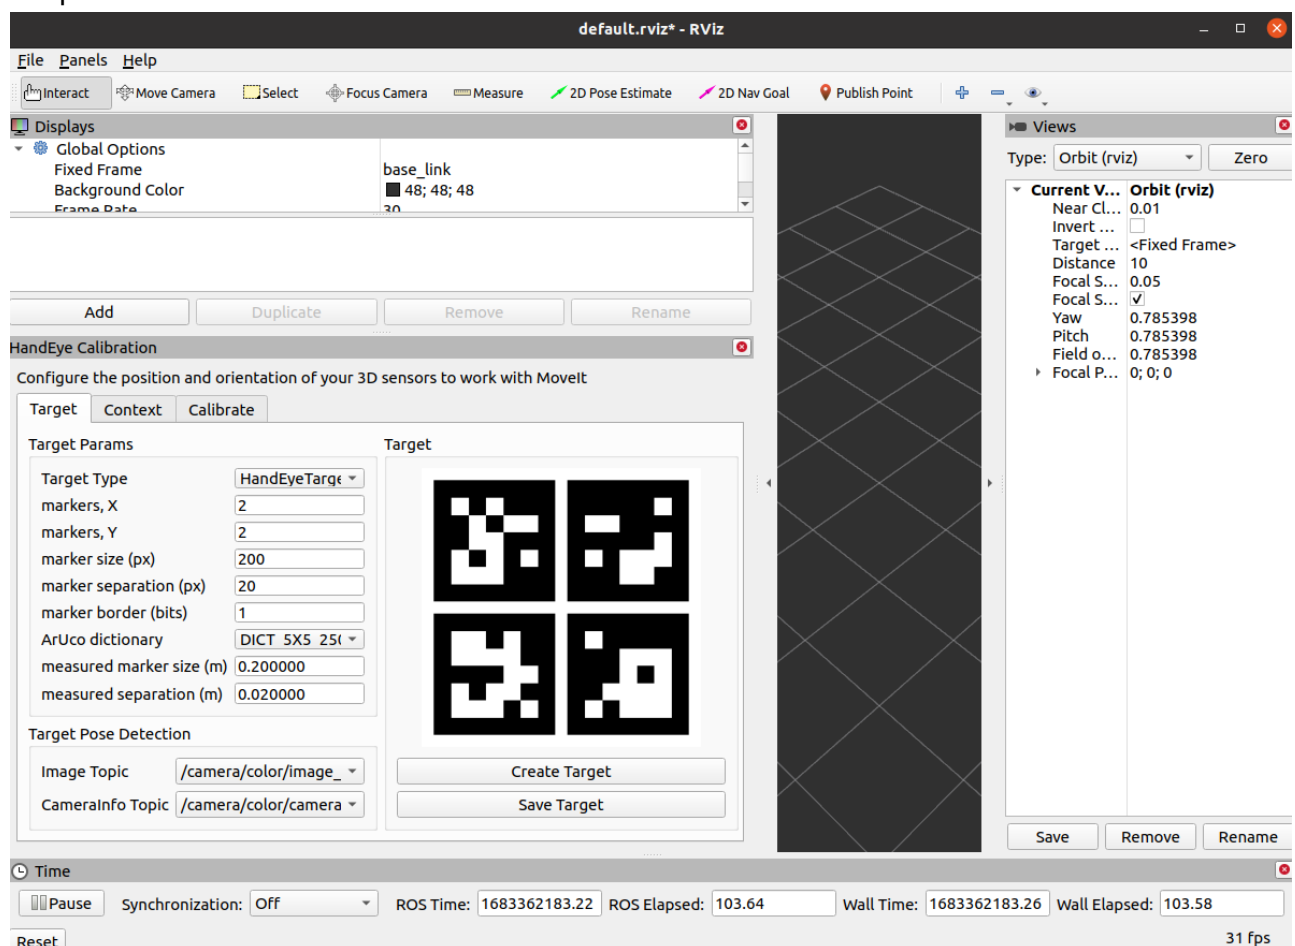 default.rviz* - RViz
File Panels Help
Interact Move Camera Select Focus Camera Measure 2D Pose Estimate 2D Nav Goal Publish Point
Displays
Global Options
Fixed Frame base_link
Background Color 48; 48; 48
Frame Rate 30
Add Duplicate Remove Rename
HandEye Calibration
Configure the position and orientation of your 3D sensors to work with MoveIt
Target Context Calibrate
Target Params
Target Type HandEyeTarge
markers, X 2
markers, Y 2
marker size (px) 200
marker separation (px) 20
marker border (bits) 1
ArUco dictionary DICT_5X5_25(
measured marker size (m) 0.200000
measured separation (m) 0.020000
Target Pose Detection
Image Topic /camera/color/image_
CameraInfo Topic /camera/color/camera
Target
Create Target
Save Target
Views
Type: Orbit (rviz) Zero
Current V... Orbit (rviz)
Near Cl... 0.01
Invert ...
Target ... <Fixed Frame>
Distance 10
Focal S... 0.05
Focal S...
Yaw 0.785398
Pitch 0.785398
Field o... 0.785398
Focal P... 0; 0; 0
Save Remove Rename
Time
Pause Synchronization: Off ROS Time: 1683362183.22 ROS Elapsed: 103.64 Wall Time: 1683362183.26 Wall Elapsed: 103.58
Reset 31 fps